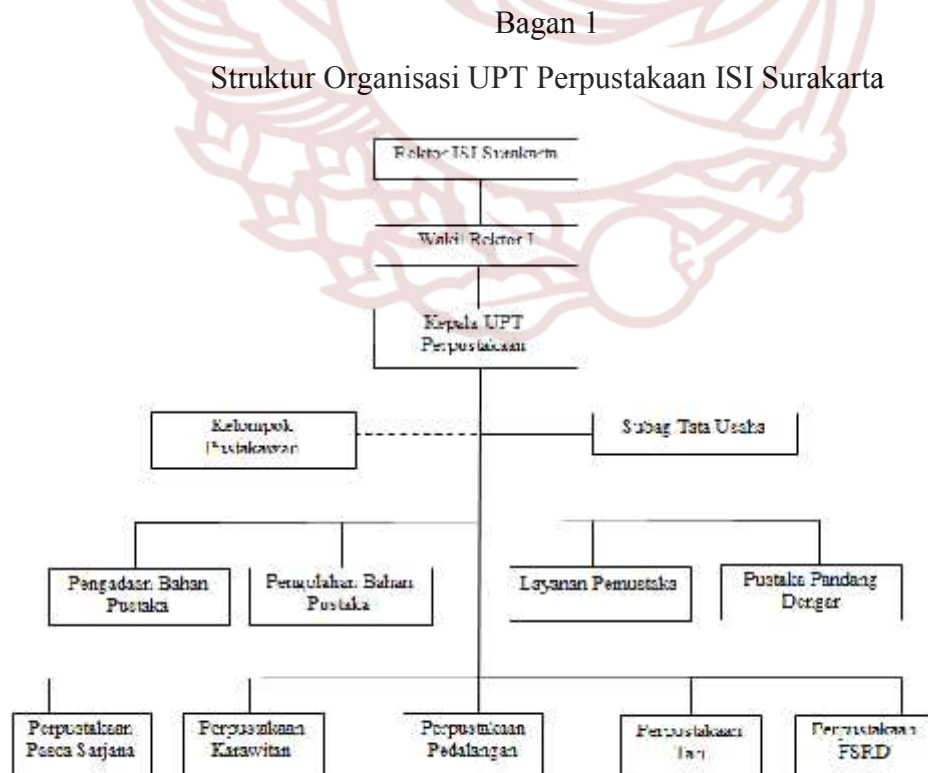 Bagan 1
Struktur Organisasi UPT Perpustakaan ISI Surakarta
Rektor ISI Surakarta
Wakil Rektor I
Kepala UPT
Perpustakaan
Kelompok
Pustakawan
Subag Tata Usaha
Pengadaan Bahan
Pustaka
Pengolahan Bahan
Pustaka
Layanan Pemustaka
Pustaka Pandang
Dengar
Perpustakaan
Pasca Sarjana
Perpustakaan
Karawitan
Perpustakaan
Pedalangan
Perpustakaan
Tari
Perpustakaan
FSRD